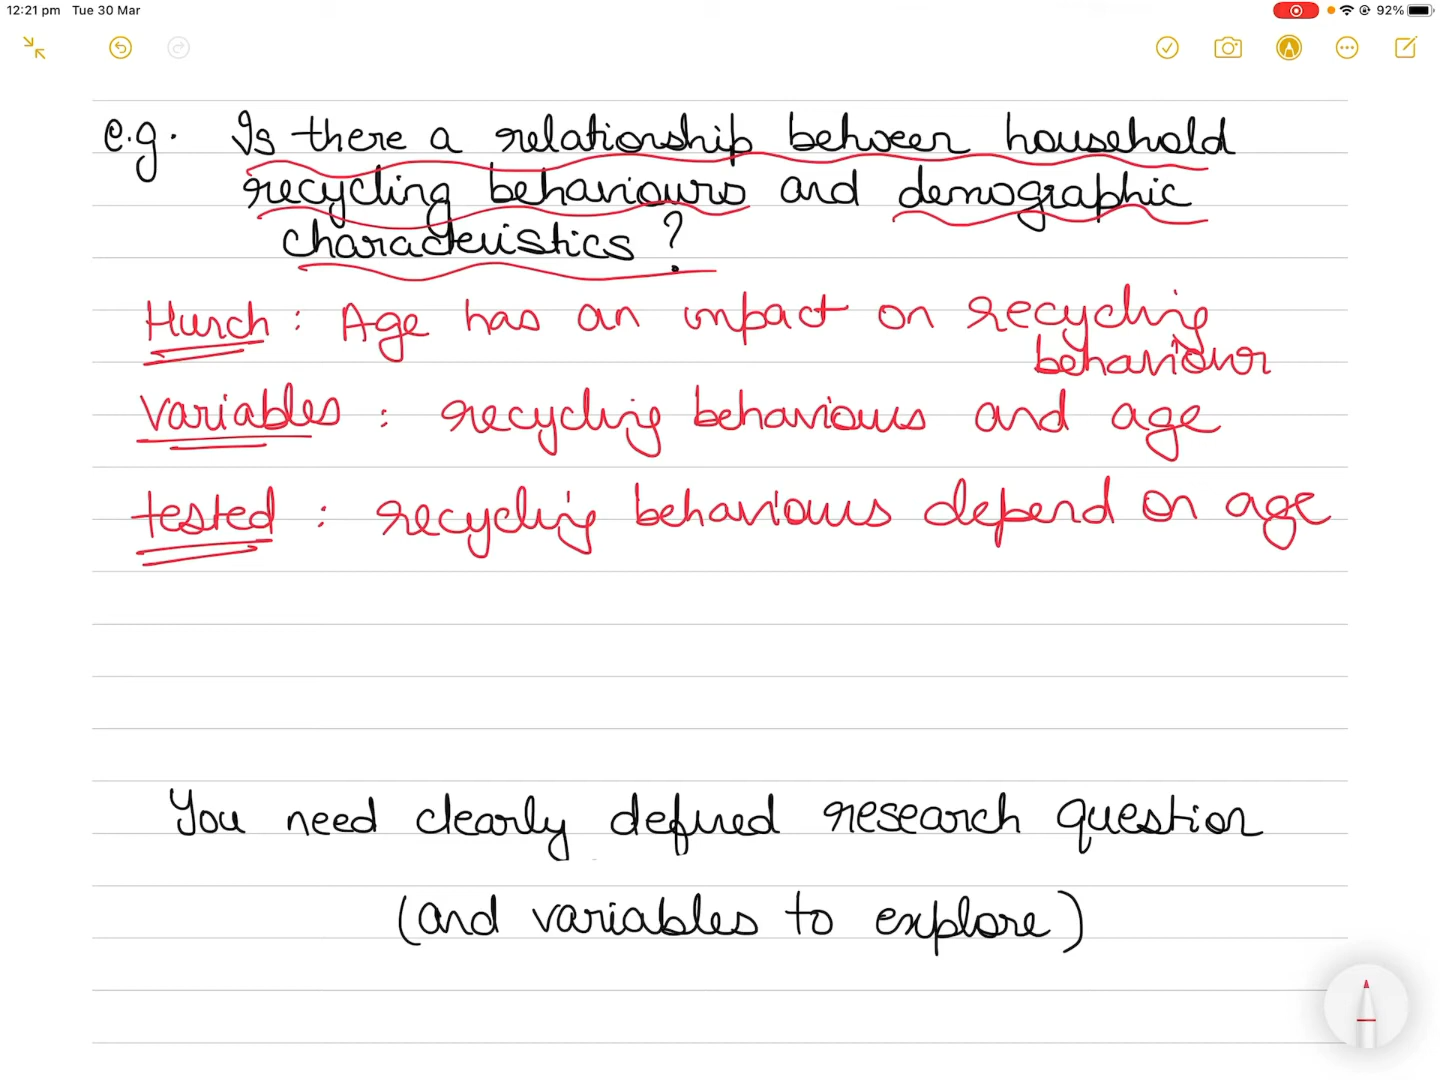 12:21 pm Tue 30 Mar 92%
e.g. Is there a relationship between household
recycling behaviours and demographic
characteristics?
Hunch : Age has an impact on recycling
behaviour
variables : recycling behaviours and age
tested : recycling behaviours depend on age
You need clearly defined research question
(and variables to explore)